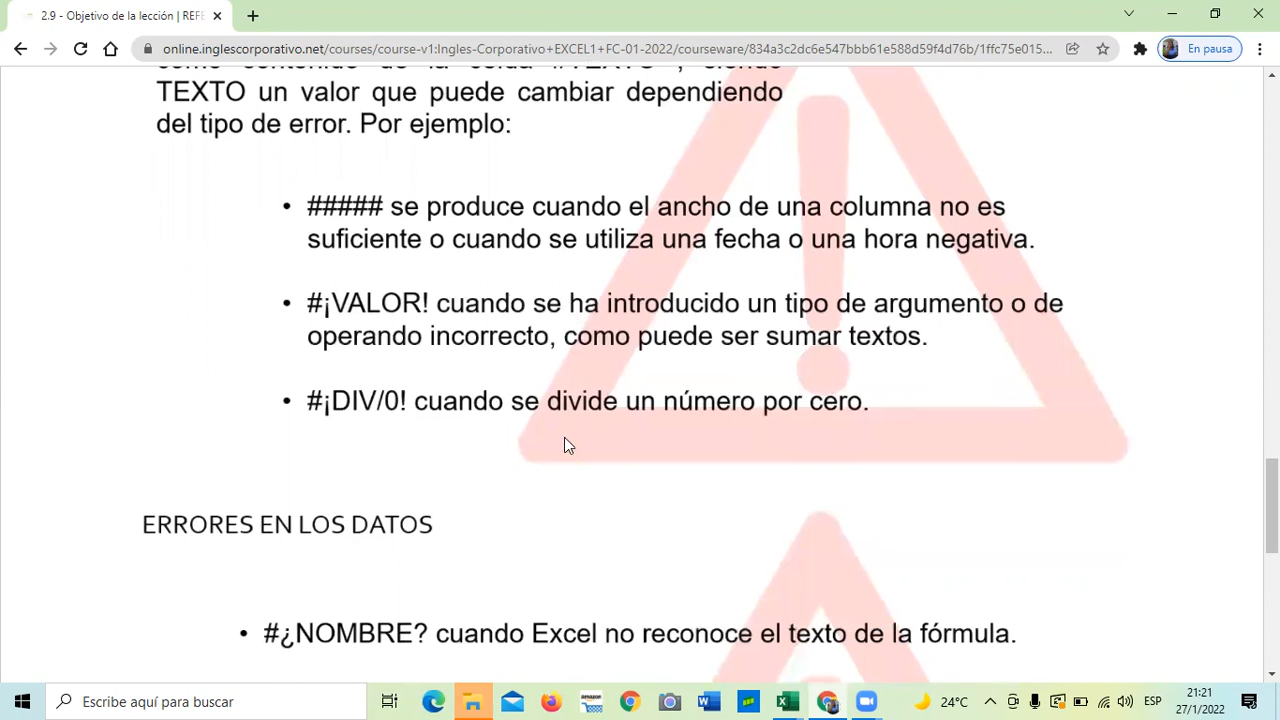 2.9 - Objetivo de la lección | REFE
online.inglescorporativo.net/courses/course-v1:Ingles-Corporativo+EXCEL1+FC-01-2022/courseware/834a3c2dc6e547bbb61e588d59f4d76b/1ffc75e015...
En pausa
TEXTO un valor que puede cambiar dependiendo
del tipo de error. Por ejemplo:
• ##### se produce cuando el ancho de una columna no es
suficiente o cuando se utiliza una fecha o una hora negativa.
• #¡VALOR! cuando se ha introducido un tipo de argumento o de
operando incorrecto, como puede ser sumar textos.
• #¡DIV/0! cuando se divide un número por cero.
ERRORES EN LOS DATOS
• #¿NOMBRE? cuando Excel no reconoce el texto de la fórmula.
Escribe aquí para buscar
amazon
24°C
ESP
21:21
27/1/2022